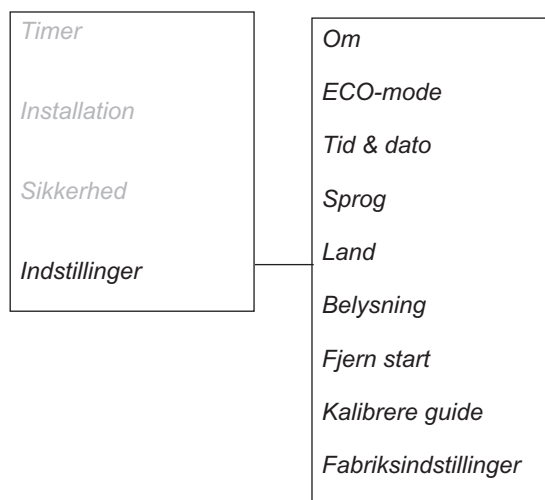 Timer
Installation
Sikkerhed
Indstillinger
Om
ECO-mode
Tid & dato
Sprog
Land
Belysning
Fjern start
Kalibrere guide
Fabriksindstillinger